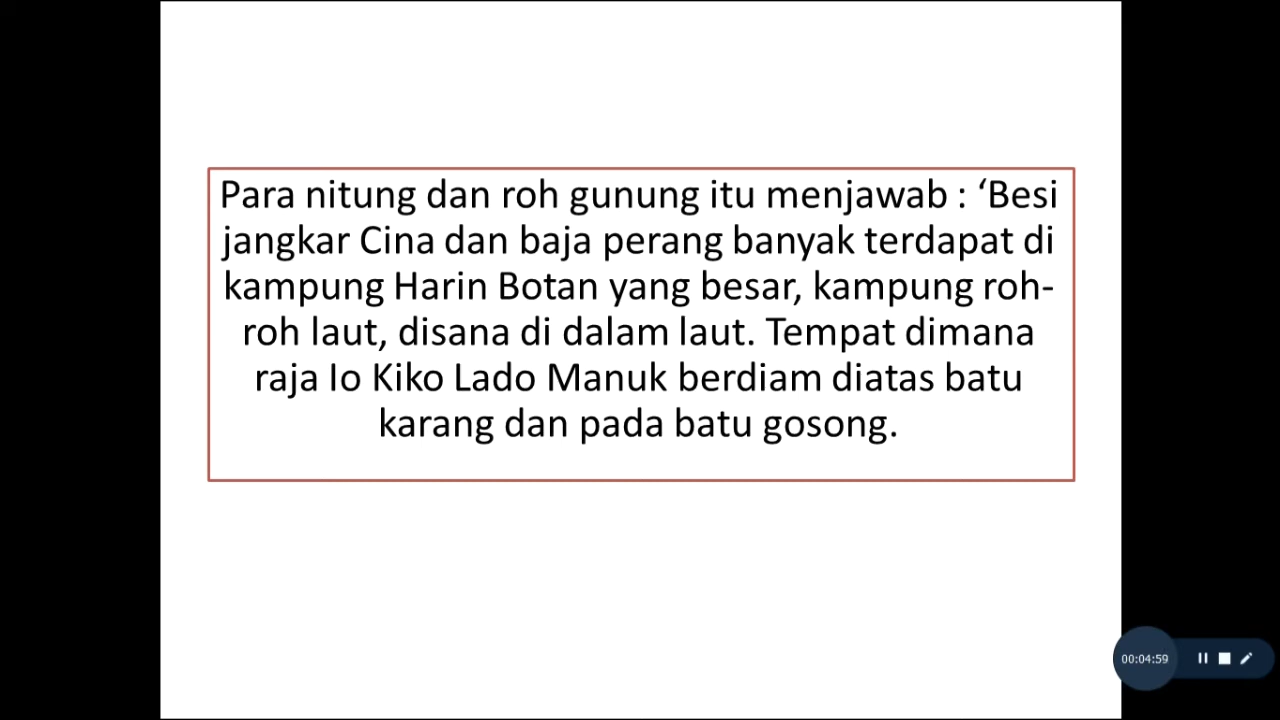 Para nitung dan roh gunung itu menjawab : ‘Besi
jangkar Cina dan baja perang banyak terdapat di
kampung Harin Botan yang besar, kampung roh-
roh laut, disana di dalam laut. Tempat dimana
raja Io Kiko Lado Manuk berdiam diatas batu
karang dan pada batu gosong.
00:04:59